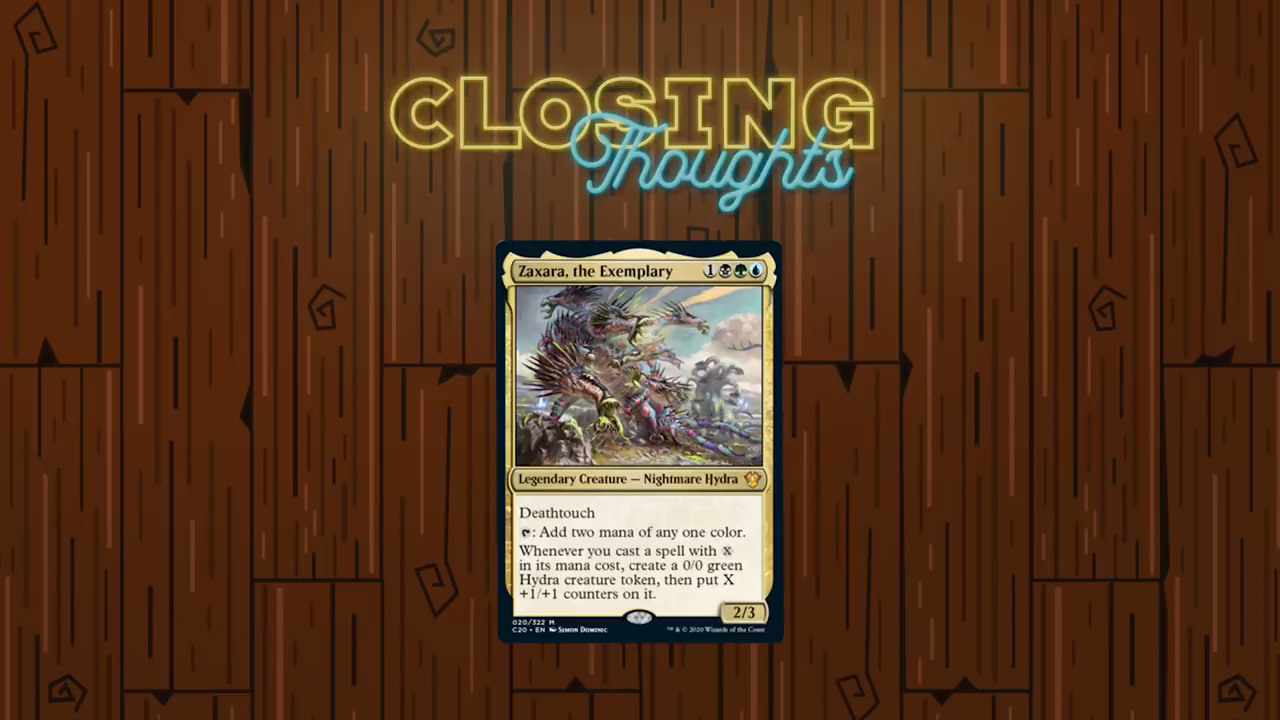 CLOSING
Thoughts
Zaxara, the Exemplary
1
Legendary Creature — Nightmare Hydra
Deathtouch
: Add two mana of any one color.
Whenever you cast a spell with X
in its mana cost, create a 0/0 green
Hydra creature token, then put X
+1/+1 counters on it.
2/3
020/322 M
C20 • EN SIMON DOMINIC
™ & © 2020 Wizards of the Coast